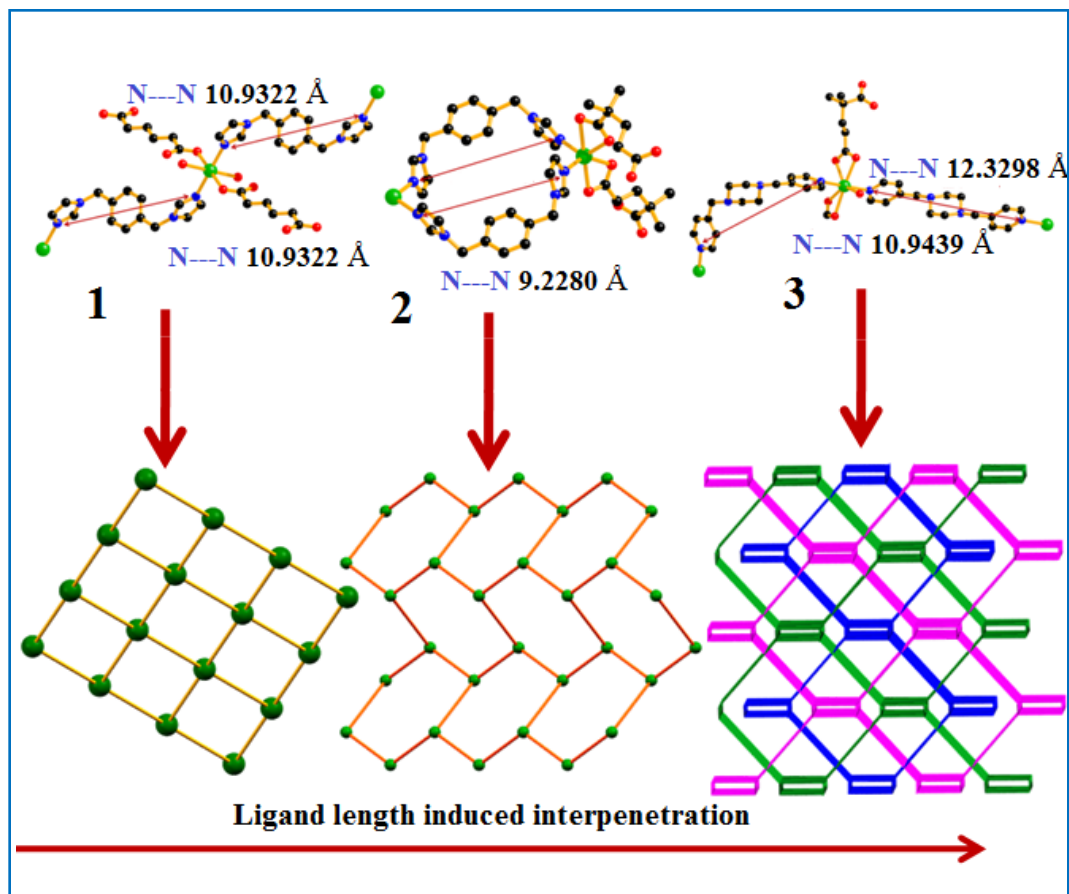 N---N 10.9322 Å
N---N 10.9322 Å
1
N---N 9.2280 Å
2
N---N 12.3298 Å
N---N 10.9439 Å
3
Ligand length induced interpenetration